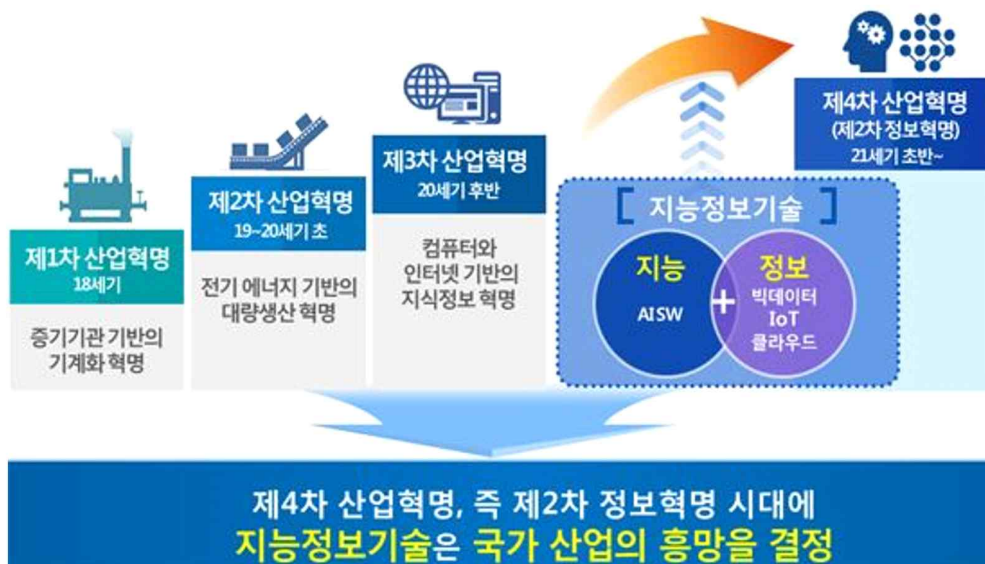 제1차 산업혁명
18세기
증기기관 기반의
기계화 혁명
제2차 산업혁명
19~20세기 초
전기 에너지 기반의
대량생산 혁명
제3차 산업혁명
20세기 후반
컴퓨터와
인터넷 기반의
지식정보 혁명
[ 지능정보기술 ]
지능
AI SW
+
정보
빅데이터
IoT
클라우드
제4차 산업혁명
(제2차 정보혁명)
21세기 초반~
제4차 산업혁명, 즉 제2차 정보혁명 시대에
지능정보기술은 국가 산업의 흥망을 결정